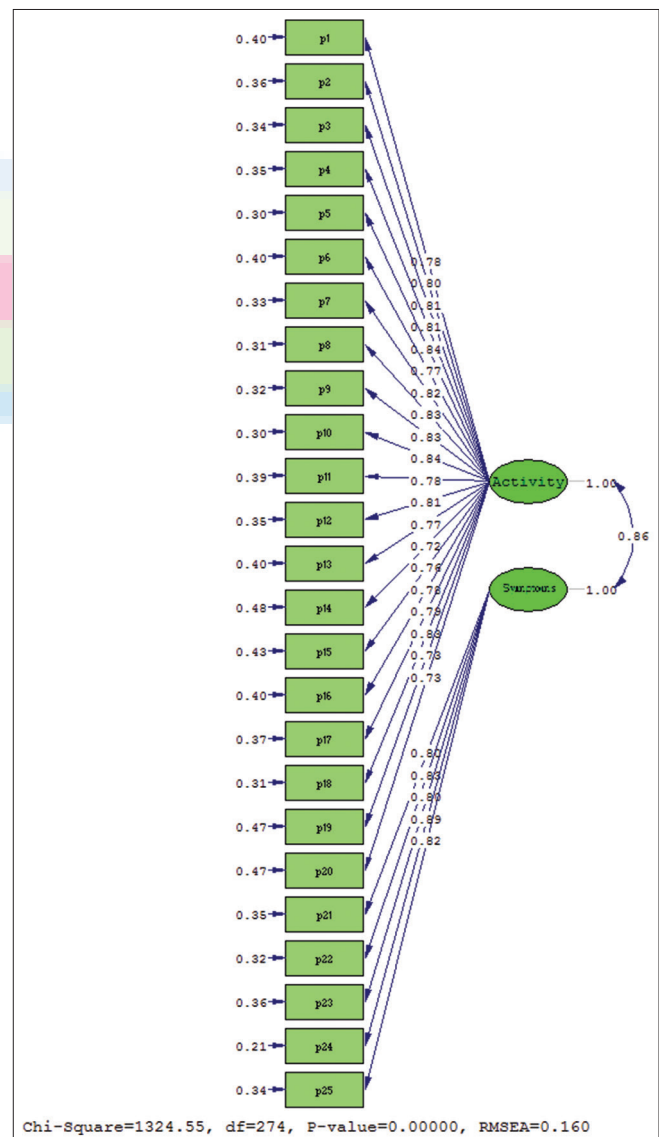 0.40 p1
0.36 p2
0.34 p3
0.35 p4
0.30 p5
0.40 p6
0.33 p7
0.31 p8
0.32 p9
0.30 p10
0.39 p11
0.35 p12
0.40 p13
0.48 p14
0.43 p15
0.40 p16
0.37 p17
0.31 p18
0.47 p19
0.47 p20
0.35 p21
0.32 p22
0.36 p23
0.21 p24
0.34 p25
0.78
0.80
0.81
0.81
0.84
0.77
0.82
0.83
0.83
0.84
0.78
0.81
0.77
0.72
0.76
0.78
0.79
0.83
0.73
0.73
0.80
0.83
0.80
0.89
0.82
Activity 1.00
0.86
Symptoms 1.00
Chi-Square=1324.55, df=274, P-value=0.00000, RMSEA=0.160